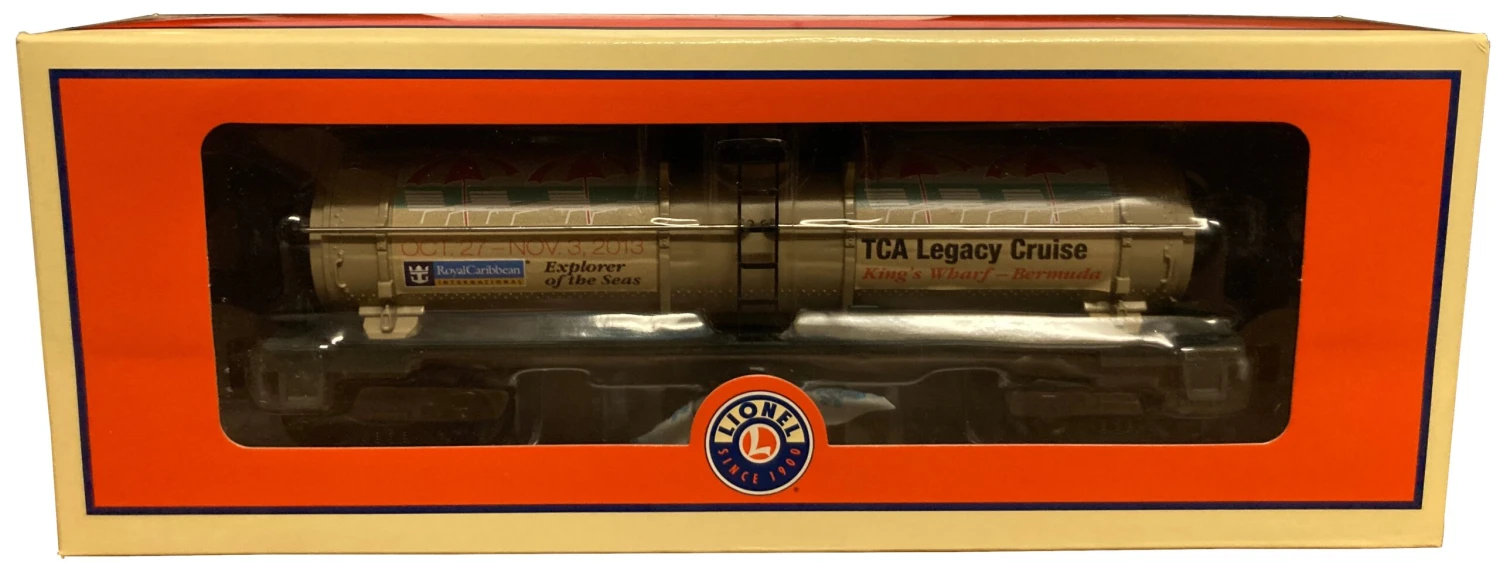 OCT. 27 – NOV. 3, 2013
RoyalCaribbean
INTERNATIONAL
Explorer
of the Seas
TCA Legacy Cruise
King's Wharf – Bermuda
LIONEL
L
SINCE 1900